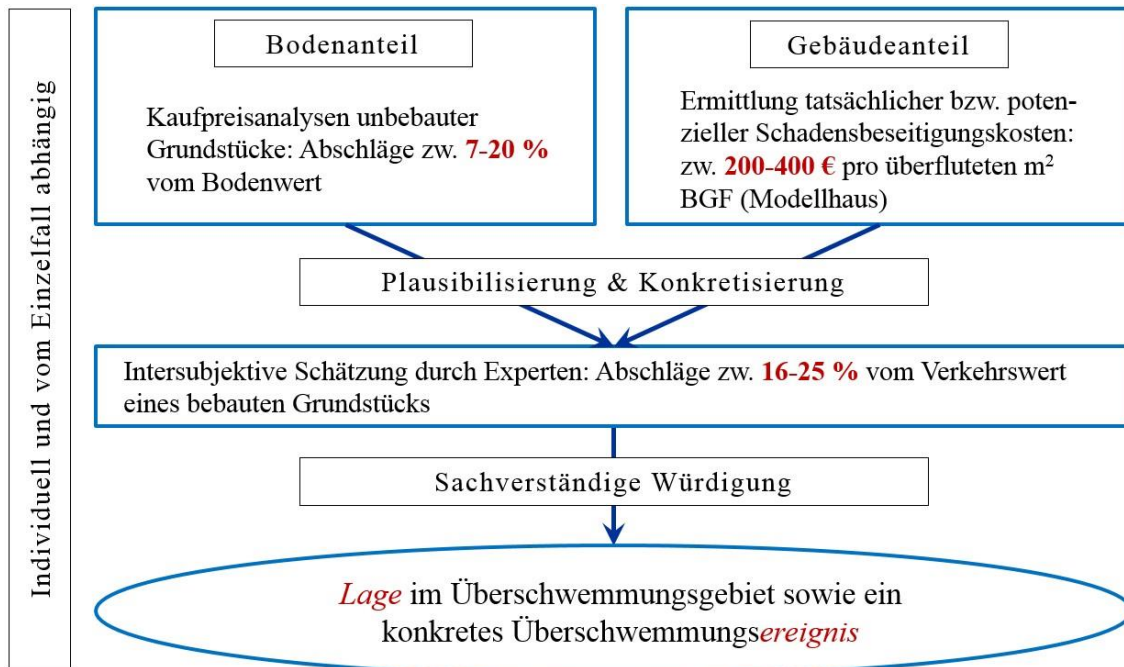 Individuell und vom Einzelfall abhängig
Bodenanteil
Kaufpreisanalysen unbebauter
Grundstücke: Abschläge zw. 7-20 %
vom Bodenwert
Gebäudeanteil
Ermittlung tatsächlicher bzw. poten-
zieller Schadensbeseitigungskosten:
zw. 200-400 € pro überfluteten m²
BGF (Modellhaus)
Plausibilisierung & Konkretisierung
Intersubjektive Schätzung durch Experten: Abschläge zw. 16-25 % vom Verkehrswert
eines bebauten Grundstücks
Sachverständige Würdigung
Lage im Überschwemmungsgebiet sowie ein
konkretes Überschwemmungsereignis